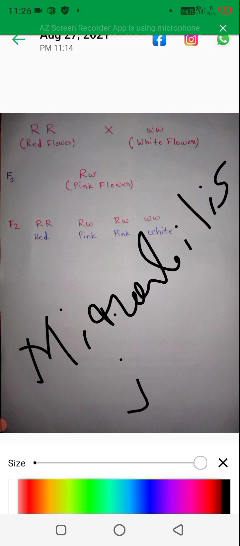 11:26
AZ Screen Recorder App is using microphone
Aug 27, 2021
PM 11:14
RR X ww
(Red Flower) (White Flower)
F1 Rw
(Pink Flower)
F2 RR Rw Rw ww
Red Pink Pink white
Mirabilis
j
Size